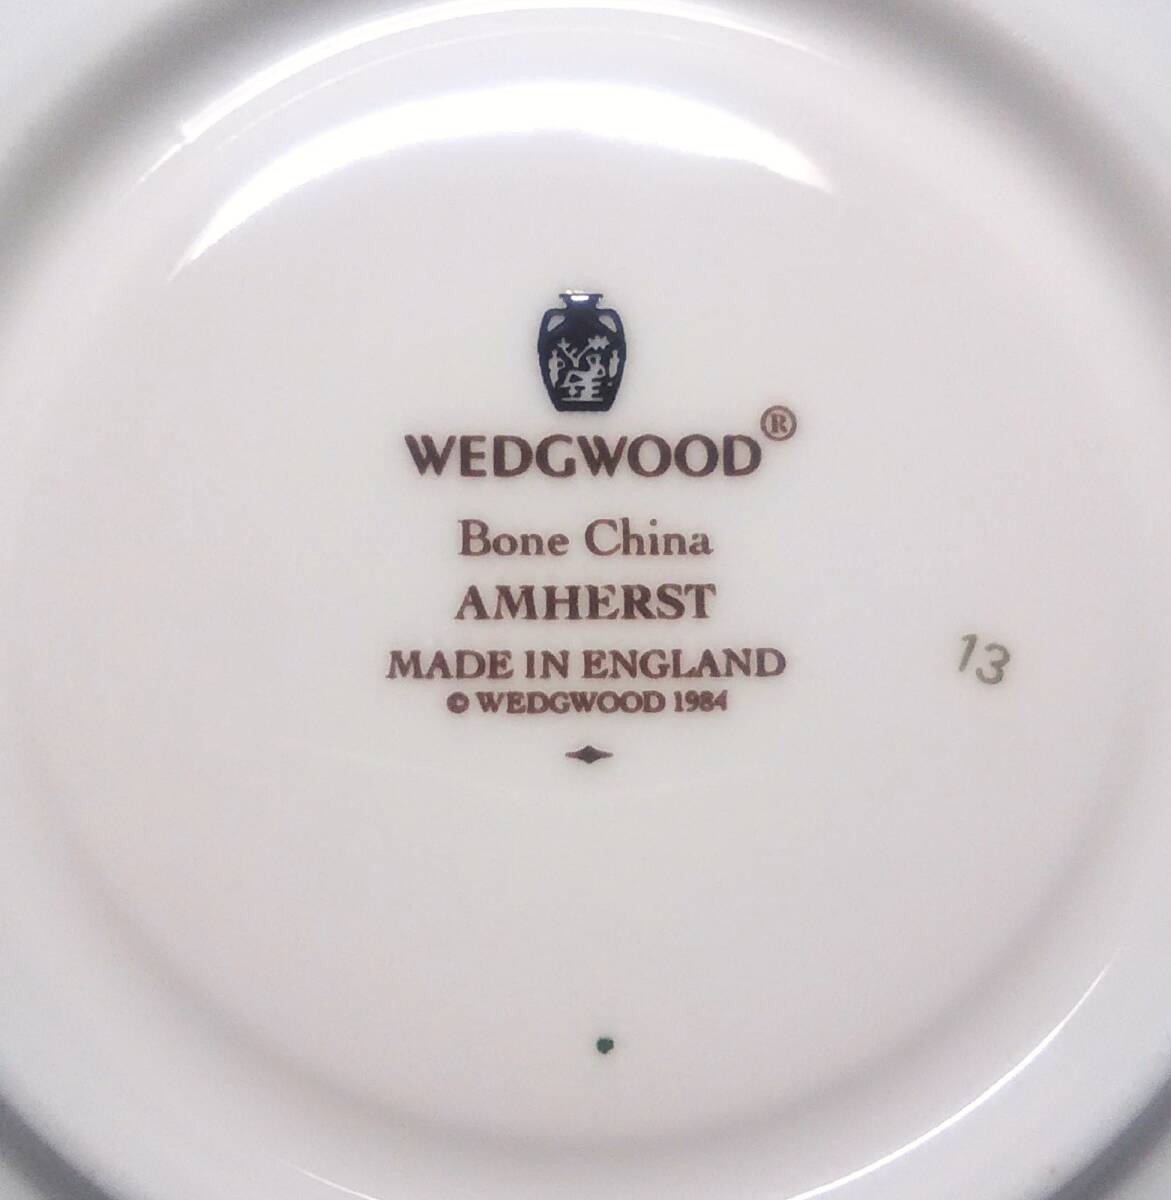 WEDGWOOD®
Bone China
AMHERST
MADE IN ENGLAND
© WEDGWOOD 1984
13